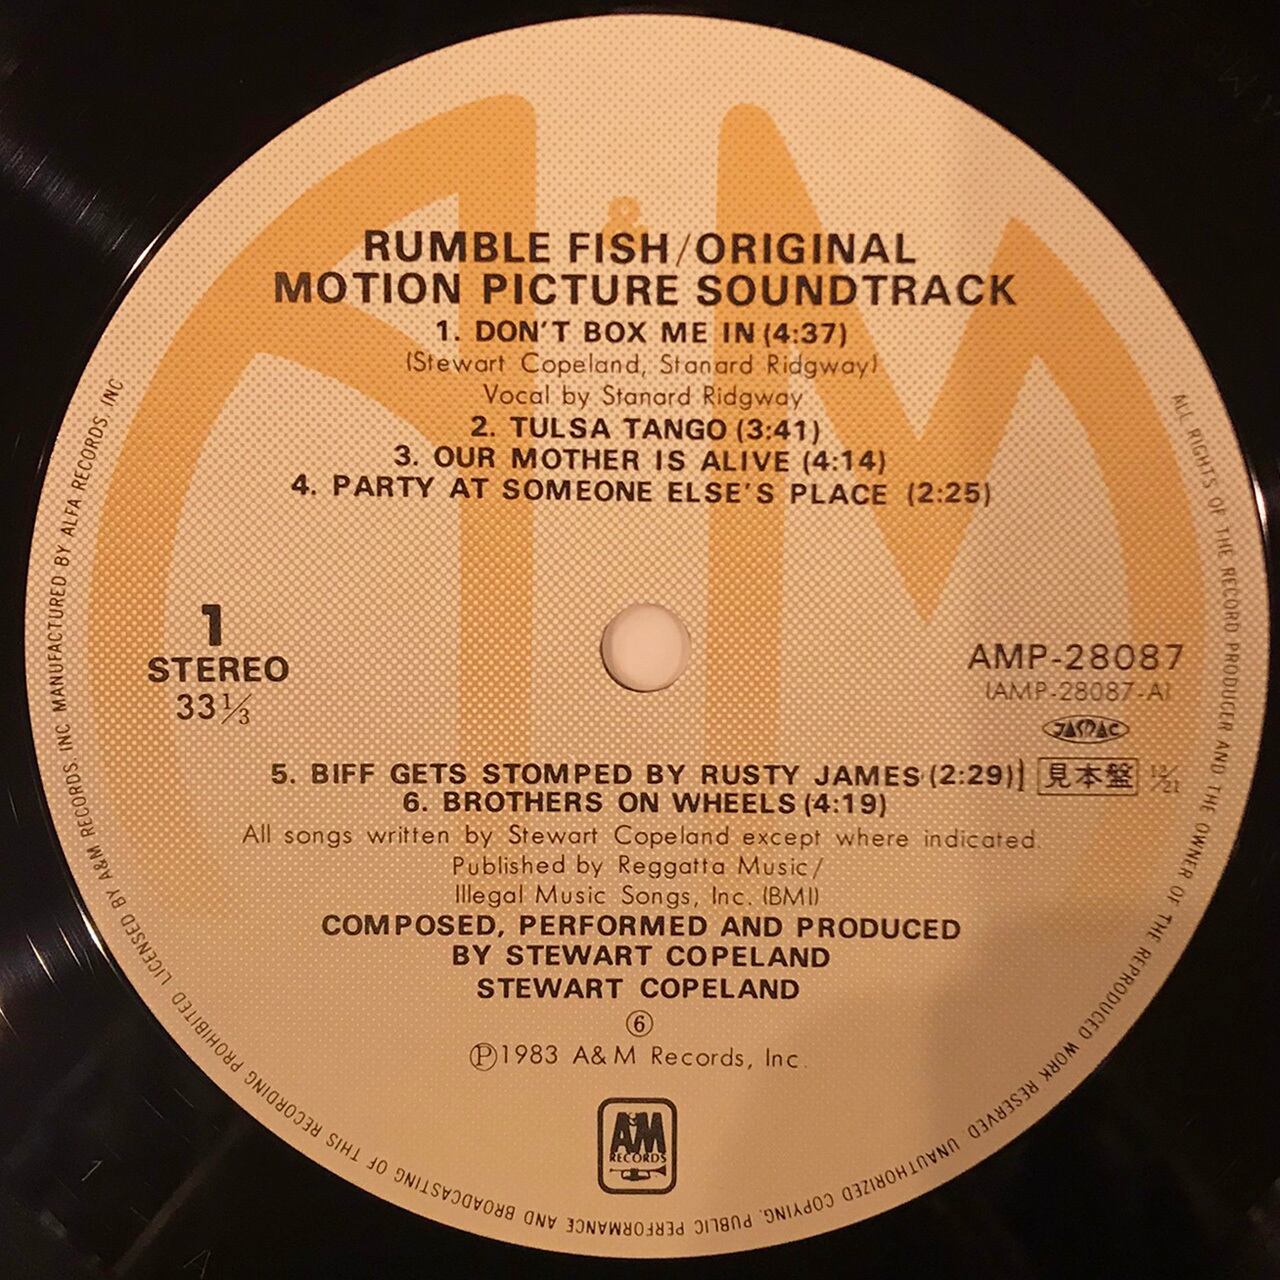 &
RUMBLE FISH/ORIGINAL
MOTION PICTURE SOUNDTRACK
1. DON'T BOX ME IN (4:37)
(Stewart Copeland, Stanard Ridgway)
Vocal by Stanard Ridgway
2. TULSA TANGO (3:41)
3. OUR MOTHER IS ALIVE (4:14)
4. PARTY AT SOMEONE ELSE'S PLACE (2:25)
1
STEREO
33 1/3
AMP-28087
(AMP-28087-A)
JASRAC
5. BIFF GETS STOMPED BY RUSTY JAMES (2:29)] 見本盤 12/21
6. BROTHERS ON WHEELS (4:19)
All songs written by Stewart Copeland except where indicated.
Published by Reggatta Music/
Illegal Music Songs, Inc. (BMI)
COMPOSED, PERFORMED AND PRODUCED
BY STEWART COPELAND
STEWART COPELAND
⑥
Ⓟ1983 A&M Records, Inc.
A&M
RECORDS
ALL RIGHTS OF THE RECORD PRODUCER AND THE OWNER OF THE REPRODUCED WORK RESERVED. UNAUTHORIZED COPYING. PUBLIC PERFORMANCE AND BROADCASTING OF THIS RECORDING PROHIBITED LICENSED BY A&M RECORDS. INC MANUFACTURED BY ALFA RECORDS INC